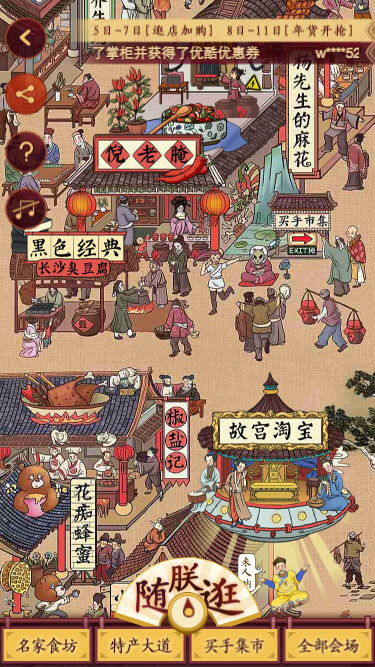 5日-7日[逛店加购] 8日-11日[年货开抢]
了掌柜并获得了优酷优惠券 w****52
杨先生的麻花
倪老腌
买手市集
EXIT
黑色经典
长沙臭豆腐
椒盐记
故宫淘宝
花痴蜂蜜
随朕逛
名家食坊 特产大道 买手集市 全部会场